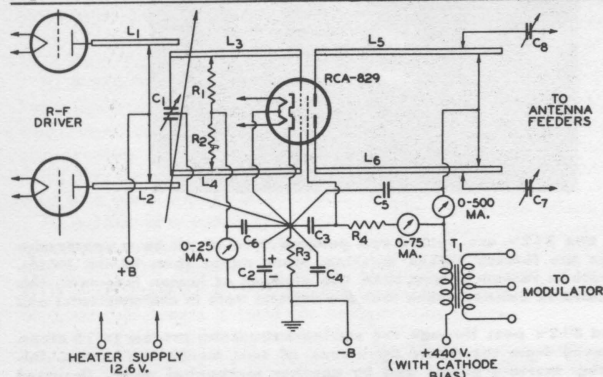 L1
L3
L5
C8
RCA-829
R-F
DRIVER
C1
R1
R2
TO
ANTENNA
FEEDERS
L2
L4
L6
C7
C5
0-500
MA.
0-25
MA.
C6
C3
R4
0-75
MA.
T1
+B
C2
+
–
R3
C4
TO
MODULATOR
HEATER SUPPLY
12.6 V.
-B
+440 V.
(WITH CATHODE
BIAS)